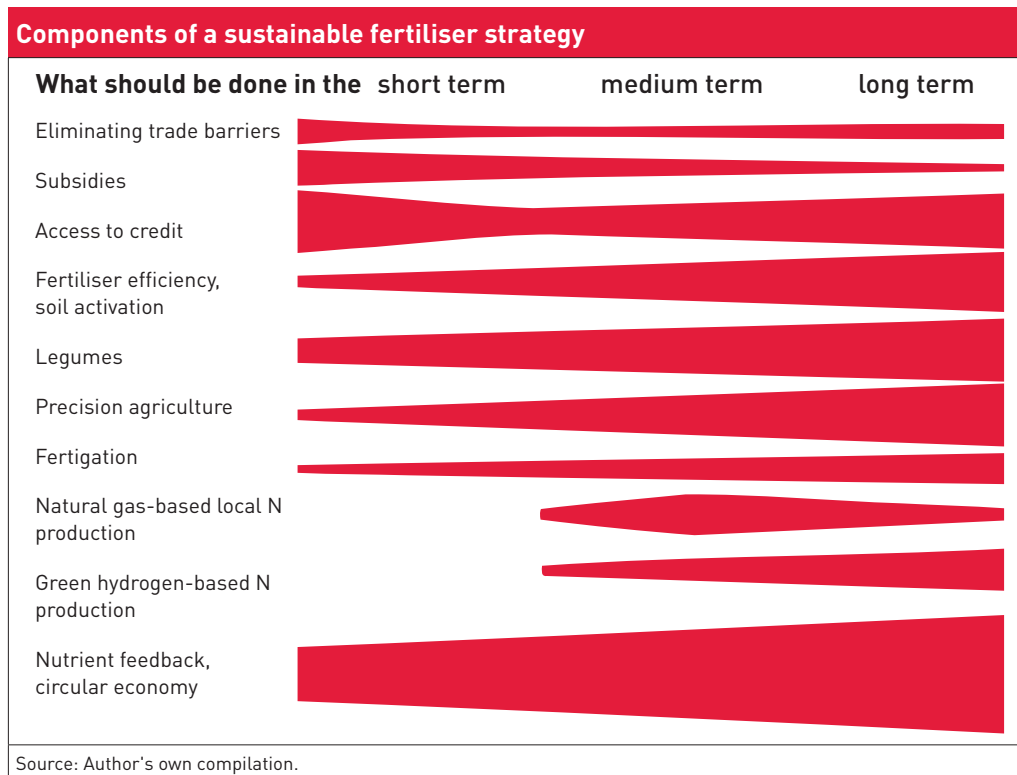 Components of a sustainable fertiliser strategy
What should be done in the short term medium term long term
Eliminating trade barriers
Subsidies
Access to credit
Fertiliser efficiency,
soil activation
Legumes
Precision agriculture
Fertigation
Natural gas-based local N
production
Green hydrogen-based N
production
Nutrient feedback,
circular economy
Source: Author's own compilation.